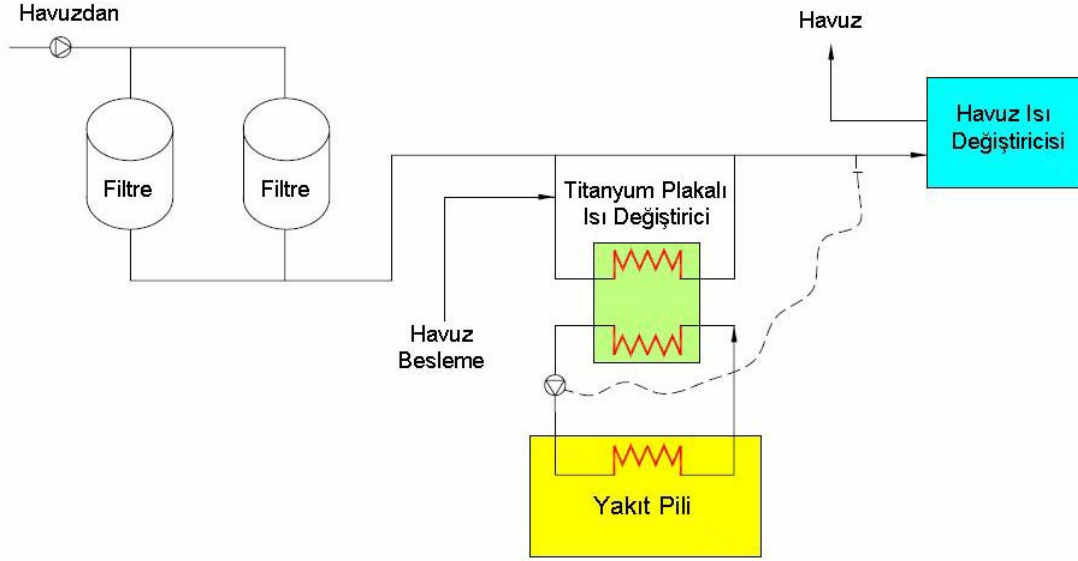 Havuzdan
Havuz
Havuz Isı
Değiştiricisi
Filtre
Filtre
Titanyum Plakalı
Isı Değiştirici
Havuz
Besleme
Yakıt Pili